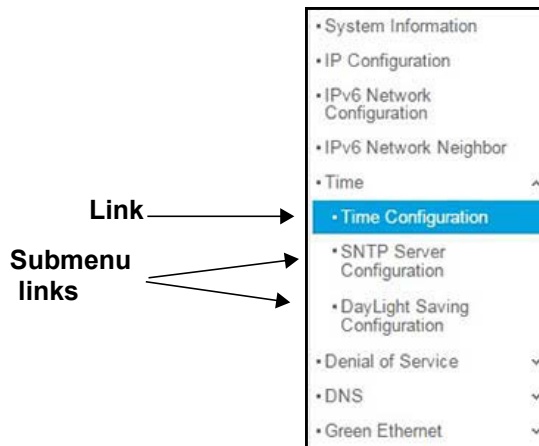 • System Information
• IP Configuration
• IPv6 Network
Configuration
• IPv6 Network Neighbor
• Time
Link
• Time Configuration
Submenu
links
• SNTP Server
Configuration
• DayLight Saving
Configuration
• Denial of Service
• DNS
• Green Ethernet